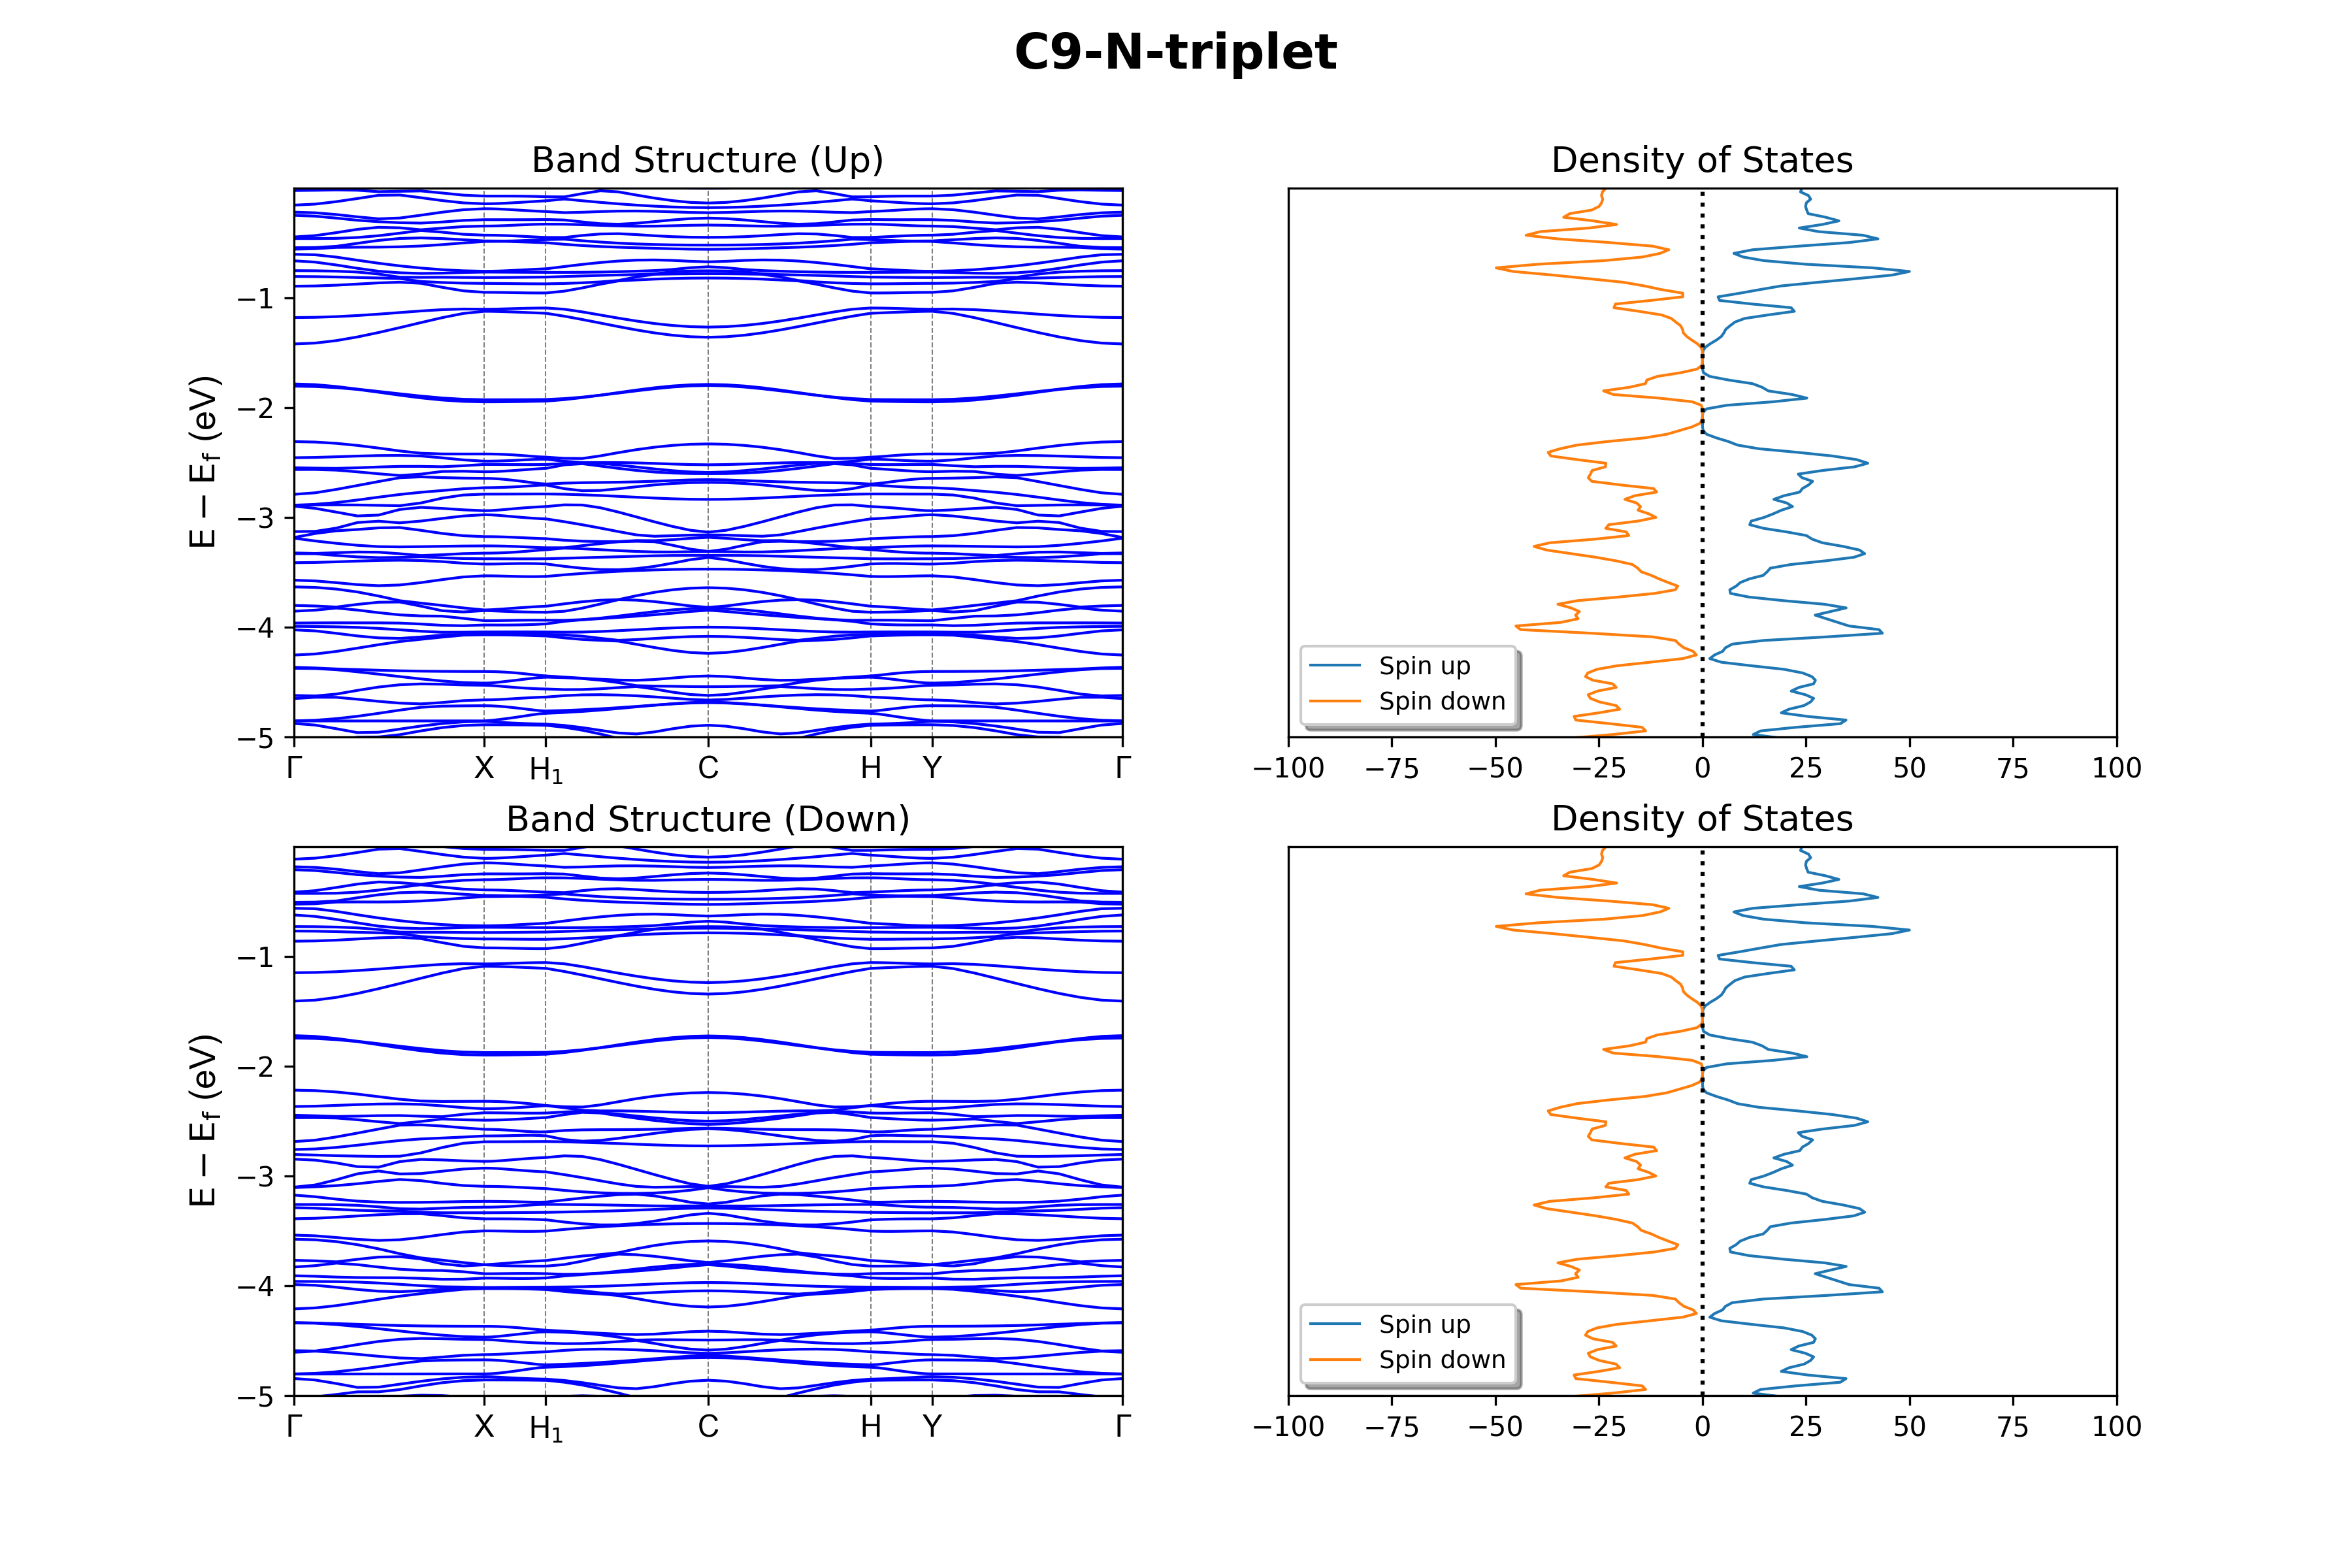 C9-N-triplet
Band Structure (Up)
E − E_f (eV)
−1
−2
−3
−4
−5
Γ X H₁ C H Y Γ
Density of States
Spin up
Spin down
−100 −75 −50 −25 0 25 50 75 100
Band Structure (Down)
E − E_f (eV)
−1
−2
−3
−4
−5
Γ X H₁ C H Y Γ
Density of States
Spin up
Spin down
−100 −75 −50 −25 0 25 50 75 100